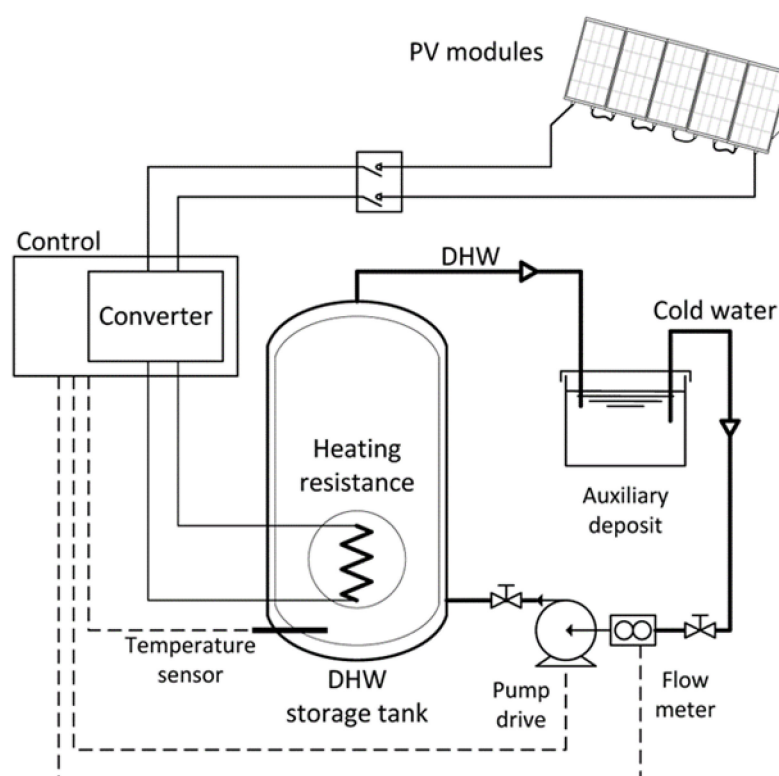 PV modules
Control
DHW
Converter
Cold water
Heating
resistance
Auxiliary
deposit
Temperature
sensor
DHW
storage tank
Pump
drive
Flow
meter